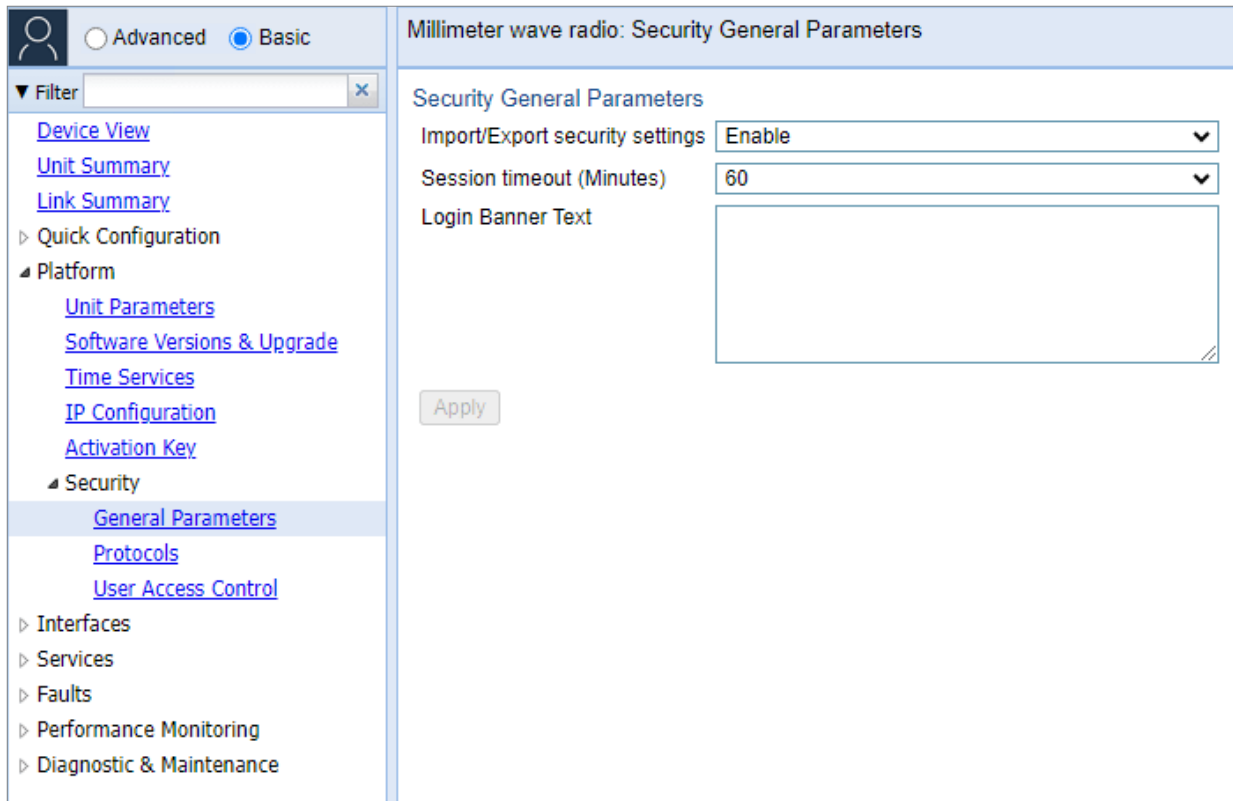 Advanced Basic
Millimeter wave radio: Security General Parameters
Filter
Device View
Unit Summary
Link Summary
Quick Configuration
Platform
Unit Parameters
Software Versions & Upgrade
Time Services
IP Configuration
Activation Key
Security
General Parameters
Protocols
User Access Control
Interfaces
Services
Faults
Performance Monitoring
Diagnostic & Maintenance
Security General Parameters
Import/Export security settings Enable
Session timeout (Minutes) 60
Login Banner Text
Apply